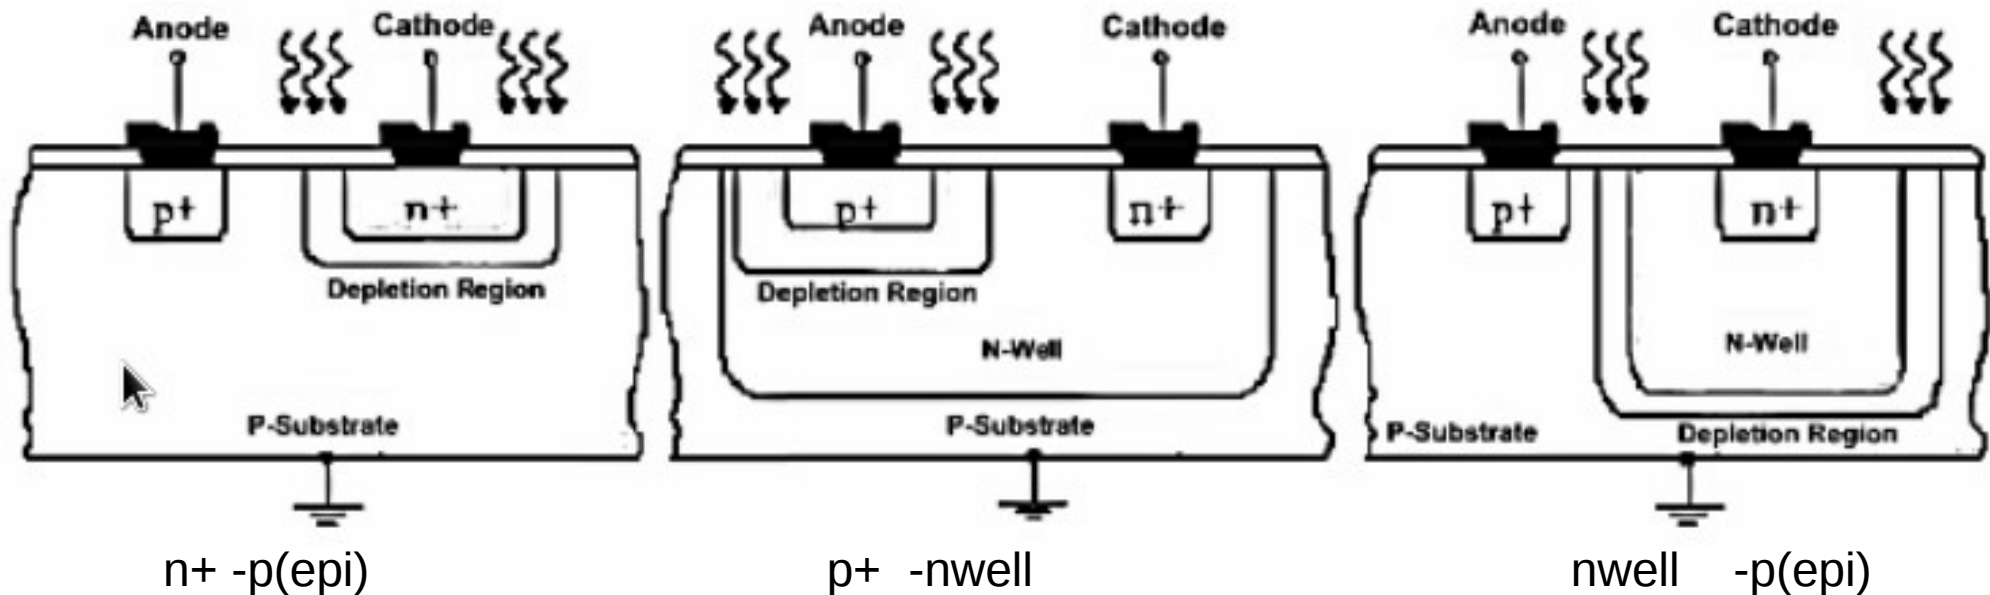 Anode Cathode
p+ n+
Depletion Region
P-Substrate
n+ -p(epi)
Anode Cathode
p+ n+
Depletion Region
N-Well
P-Substrate
p+ -nwell
Anode Cathode
p+ n+
N-Well
P-Substrate Depletion Region
nwell -p(epi)